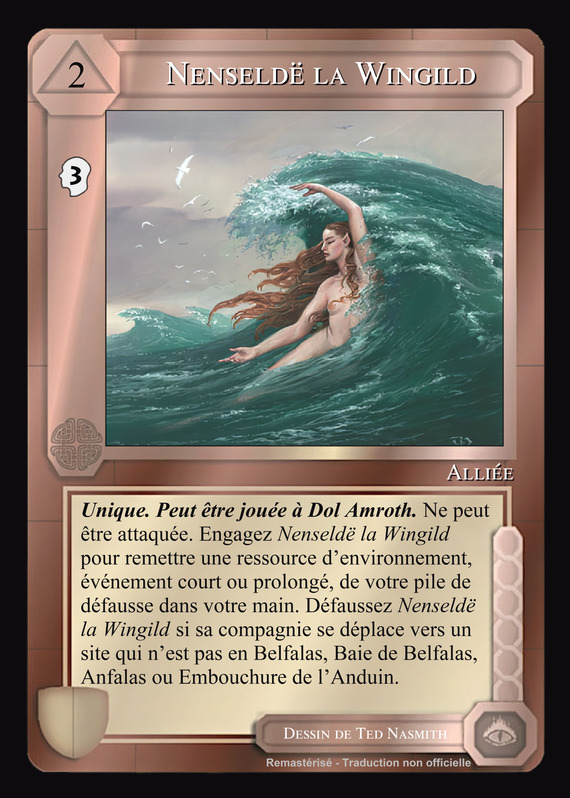 2
NENSELDË LA WINGILD
3
ALLIÉE
Unique. Peut être jouée à Dol Amroth. Ne peut
être attaquée. Engagez Nenseldë la Wingild
pour remettre une ressource d’environnement,
événement court ou prolongé, de votre pile de
défausse dans votre main. Défaussez Nenseldë
la Wingild si sa compagnie se déplace vers un
site qui n’est pas en Belfalas, Baie de Belfalas,
Anfalas ou Embouchure de l’Anduin.
DESSIN DE TED NASMITH
Remastérisé - Traduction non officielle